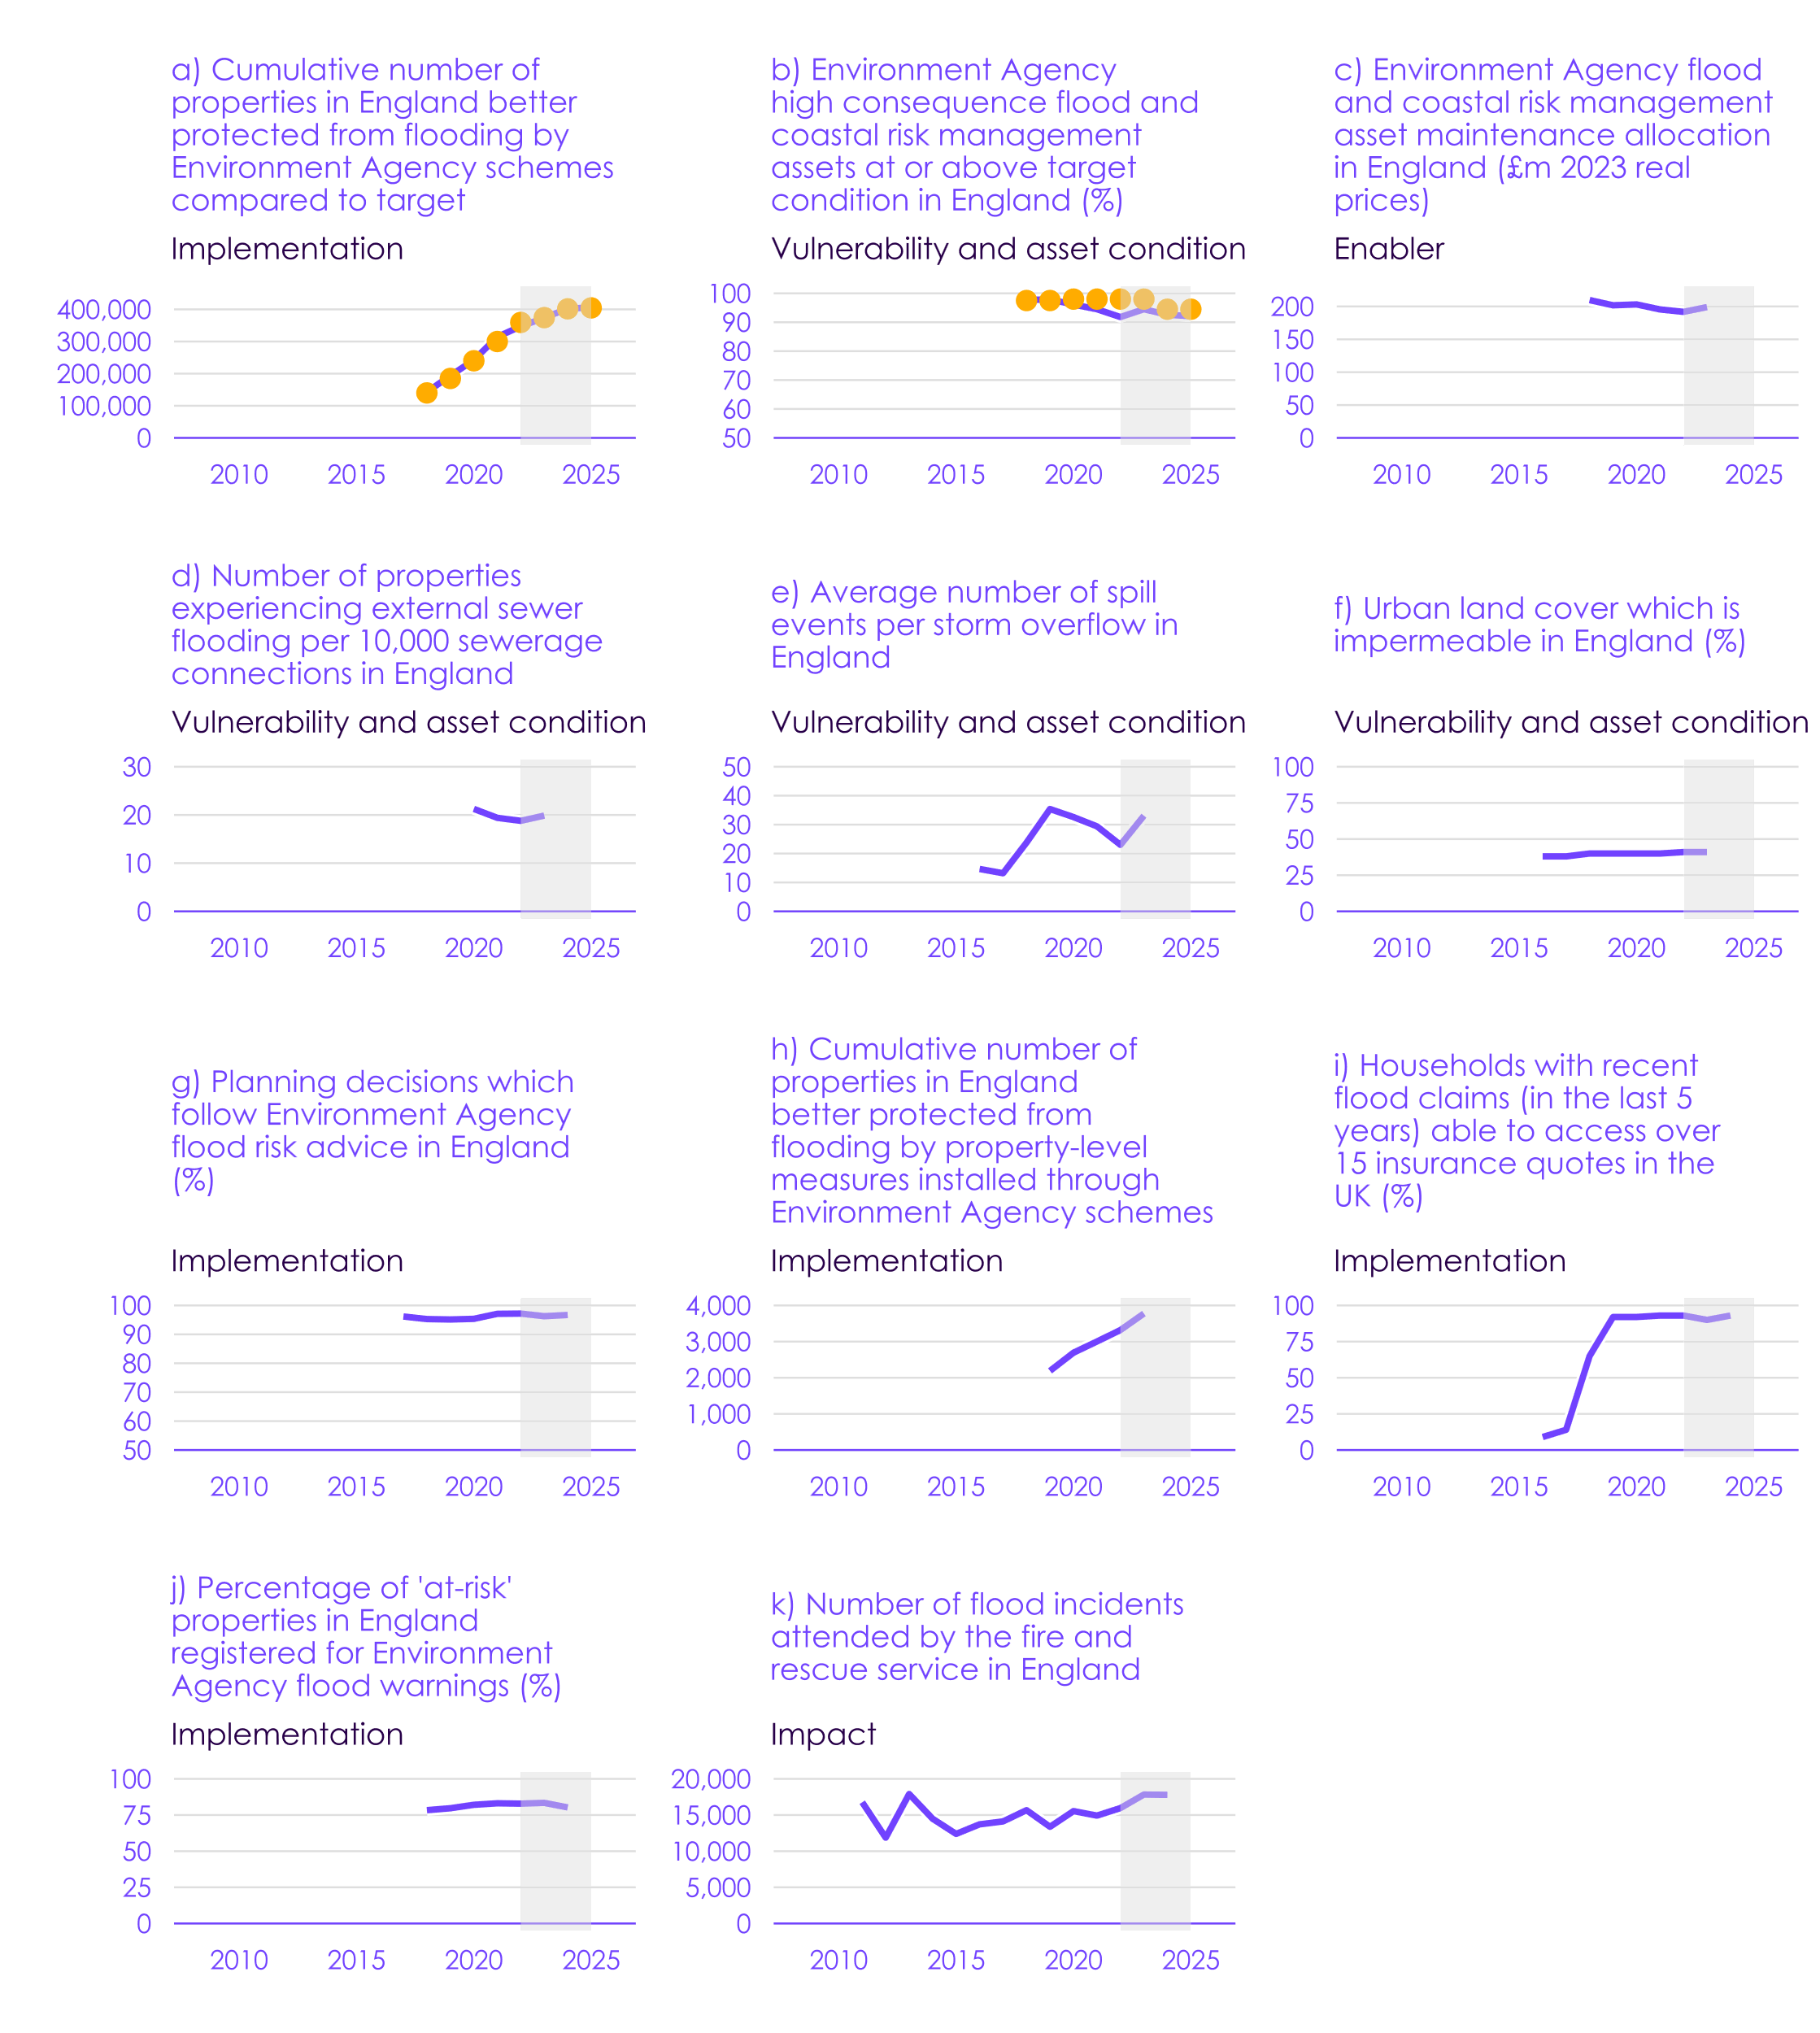 a) Cumulative number of
properties in England better
protected from flooding by
Environment Agency schemes
compared to target
Implementation
400,000
300,000
200,000
100,000
0
2010 2015 2020 2025
b) Environment Agency
high consequence flood and
coastal risk management
assets at or above target
condition in England (%)
Vulnerability and asset condition
100
90
80
70
60
50
2010 2015 2020 2025
c) Environment Agency flood
and coastal risk management
asset maintenance allocation
in England (£m 2023 real
prices)
Enabler
200
150
100
50
0
2010 2015 2020 2025
d) Number of properties
experiencing external sewer
flooding per 10,000 sewerage
connections in England
Vulnerability and asset condition
30
20
10
0
2010 2015 2020 2025
e) Average number of spill
events per storm overflow in
England
Vulnerability and asset condition
50
40
30
20
10
0
2010 2015 2020 2025
f) Urban land cover which is
impermeable in England (%)
Vulnerability and asset condition
100
75
50
25
0
2010 2015 2020 2025
g) Planning decisions which
follow Environment Agency
flood risk advice in England
(%)
Implementation
100
90
80
70
60
50
2010 2015 2020 2025
h) Cumulative number of
properties in England
better protected from
flooding by property-level
measures installed through
Environment Agency schemes
Implementation
4,000
3,000
2,000
1,000
0
2010 2015 2020 2025
i) Households with recent
flood claims (in the last 5
years) able to access over
15 insurance quotes in the
UK (%)
Implementation
100
75
50
25
0
2010 2015 2020 2025
j) Percentage of 'at-risk'
properties in England
registered for Environment
Agency flood warnings (%)
Implementation
100
75
50
25
0
2010 2015 2020 2025
k) Number of flood incidents
attended by the fire and
rescue service in England
Impact
20,000
15,000
10,000
5,000
0
2010 2015 2020 2025